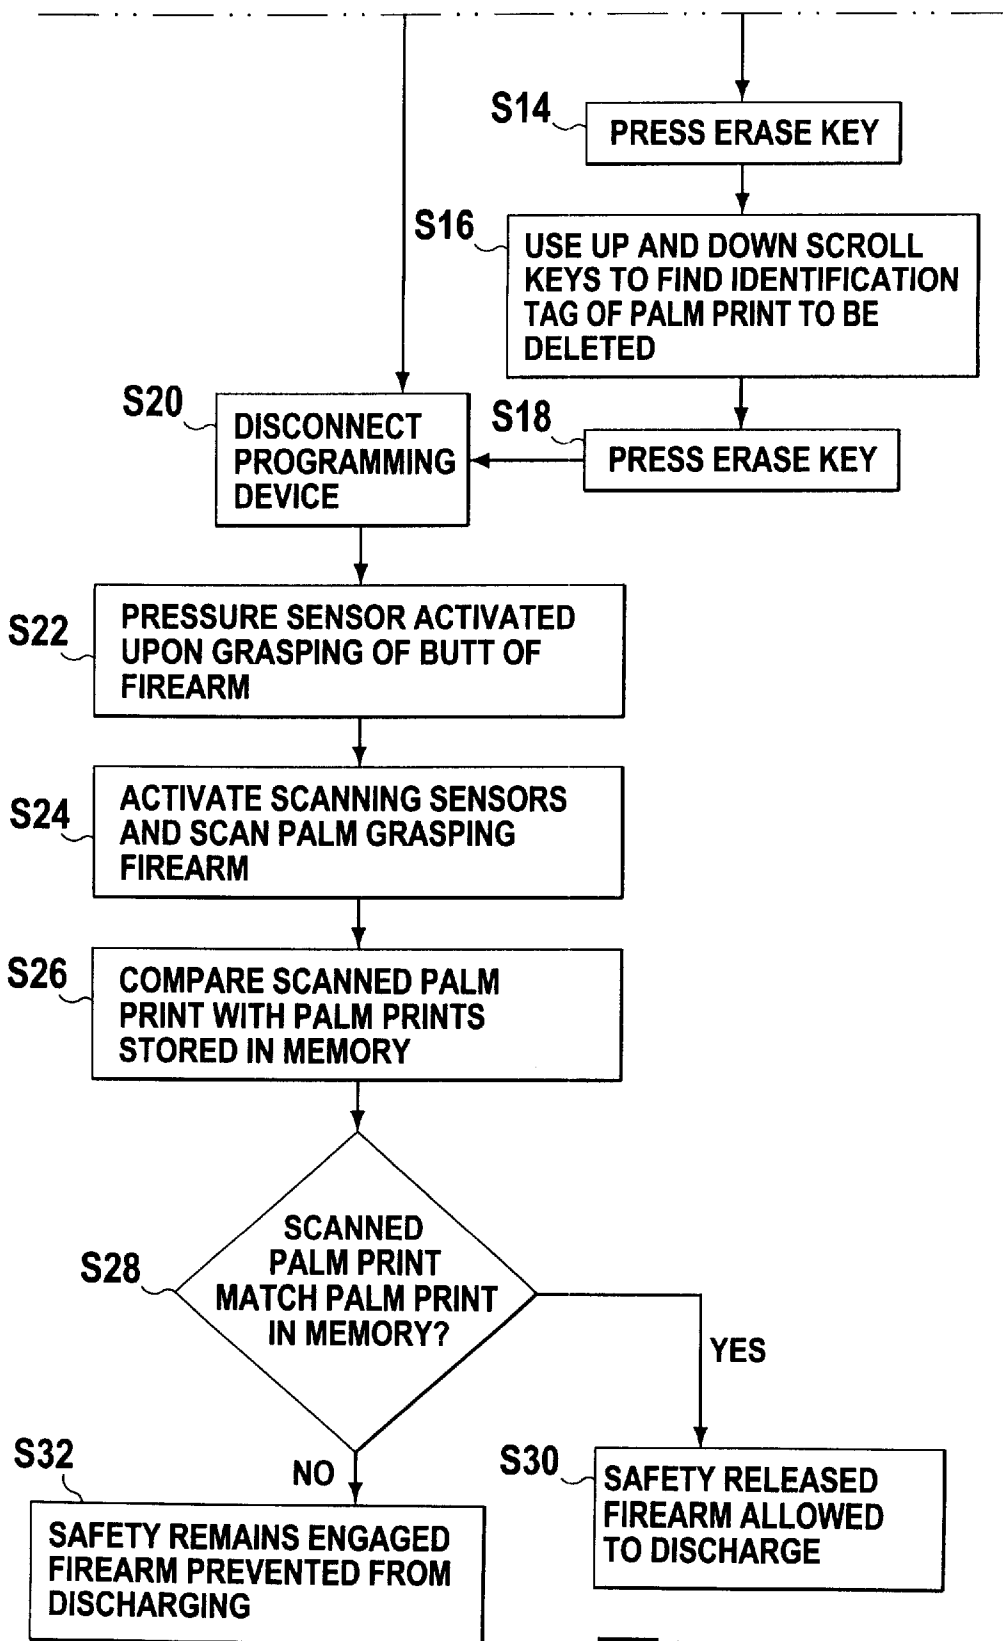 S14
PRESS ERASE KEY
S16
USE UP AND DOWN SCROLL
KEYS TO FIND IDENTIFICATION
TAG OF PALM PRINT TO BE
DELETED
S20
DISCONNECT
PROGRAMMING
DEVICE
S18
PRESS ERASE KEY
S22
PRESSURE SENSOR ACTIVATED
UPON GRASPING OF BUTT OF
FIREARM
S24
ACTIVATE SCANNING SENSORS
AND SCAN PALM GRASPING
FIREARM
S26
COMPARE SCANNED PALM
PRINT WITH PALM PRINTS
STORED IN MEMORY
S28
SCANNED
PALM PRINT
MATCH PALM PRINT
IN MEMORY?
YES
NO
S32
SAFETY REMAINS ENGAGED
FIREARM PREVENTED FROM
DISCHARGING
S30
SAFETY RELEASED
FIREARM ALLOWED
TO DISCHARGE